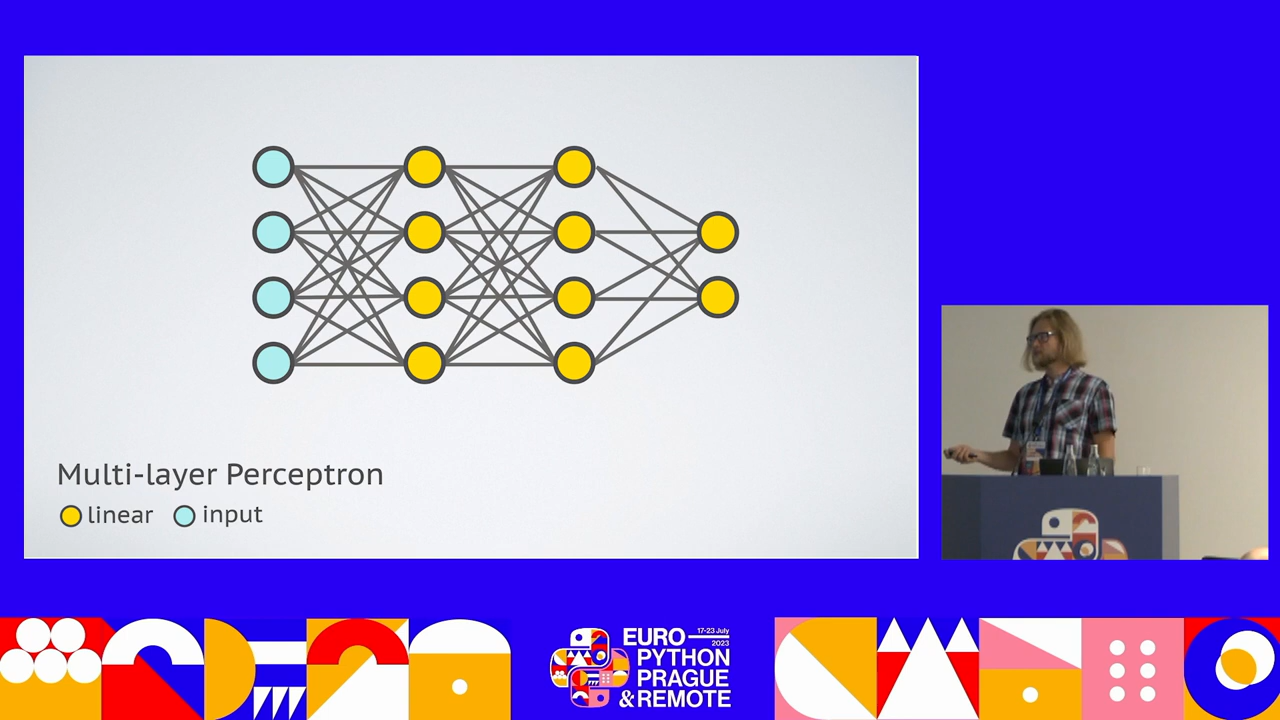 Multi-layer Perceptron
linear input
EURO 17-23 July
2023
PYTHON
PRAGUE
& REMOTE